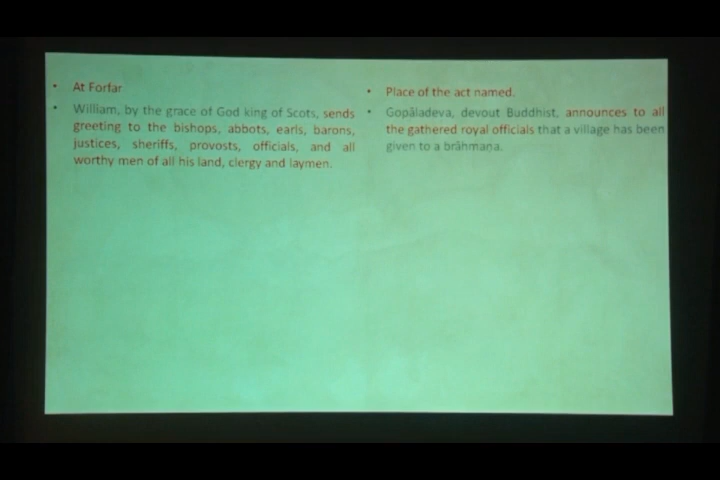 • At Forfar
• William, by the grace of God king of Scots, sends
greeting to the bishops, abbots, earls, barons,
justices, sheriffs, provosts, officials, and all
worthy men of all his land, clergy and laymen.
• Place of the act named.
• Gopāladeva, devout Buddhist, announces to all
the gathered royal officials that a village has been
given to a brāhmaṇa.